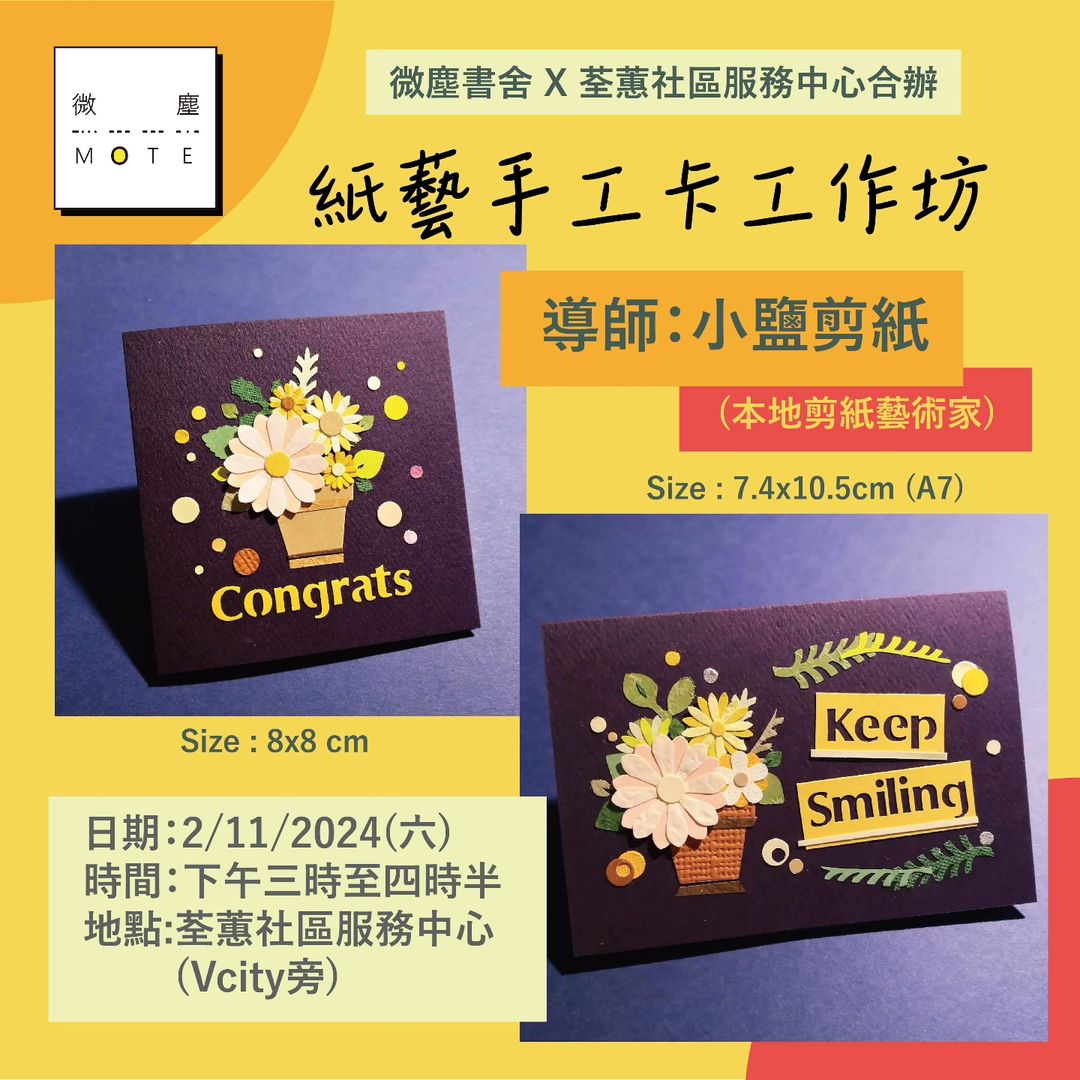 微塵
MOTE
微塵書舍 X 荃蕙社區服務中心合辦
紙藝手工卡工作坊
導師：小鹽剪紙
（本地剪紙藝術家）
Congrats
Size : 8x8 cm
Size : 7.4x10.5cm (A7)
Keep
Smiling
日期：2/11/2024(六)
時間：下午三時至四時半
地點:荃蕙社區服務中心
(Vcity旁)